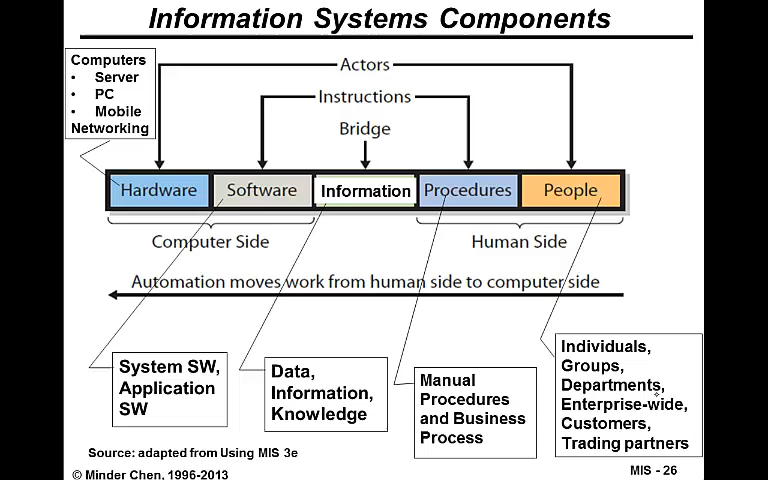 Information Systems Components
Computers
• Server
• PC
• Mobile
Networking
Actors
Instructions
Bridge
Hardware
Software
Information
Procedures
People
Computer Side
Human Side
Automation moves work from human side to computer side
System SW,
Application
SW
Data,
Information,
Knowledge
Manual
Procedures
and Business
Process
Individuals,
Groups,
Departments,
Enterprise-wide,
Customers,
Trading partners
Source: adapted from Using MIS 3e
© Minder Chen, 1996-2013
MIS - 26